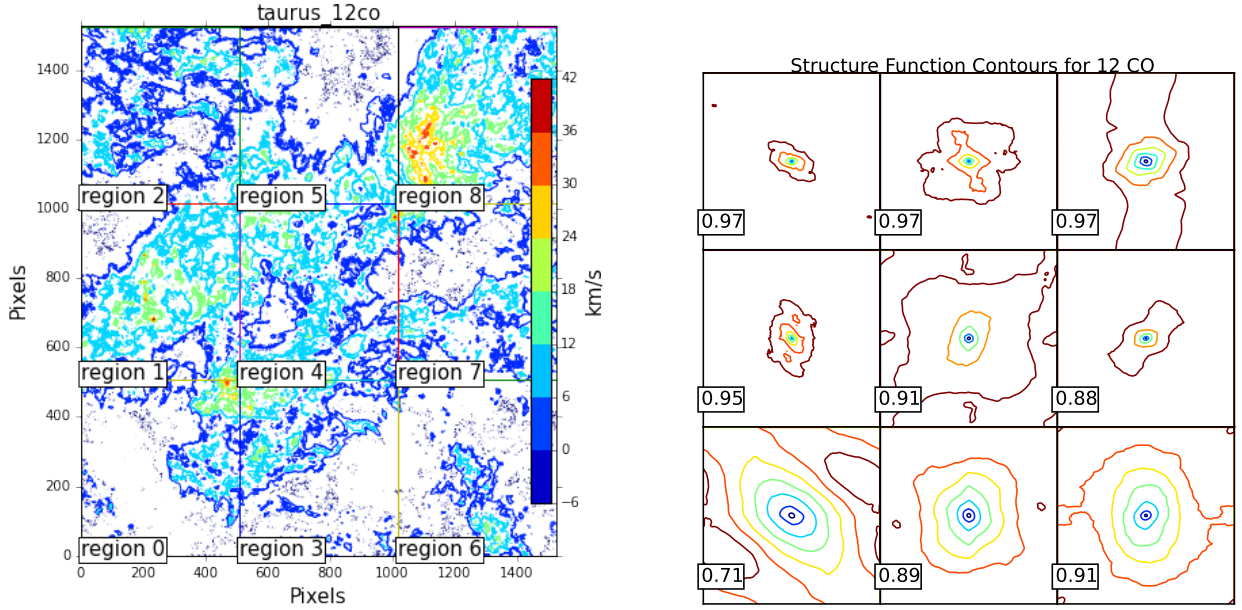 taurus_12co
1400
1200
1000
800
600
400
200
0
Pixels
region 2
region 5
region 8
region 1
region 4
region 7
region 0
region 3
region 6
0 200 400 600 800 1000 1200 1400
Pixels
42
36
30
24
18
12
6
0
−6
km/s
Structure Function Contours for 12 CO
0.97 0.97 0.97
0.95 0.91 0.88
0.71 0.89 0.91